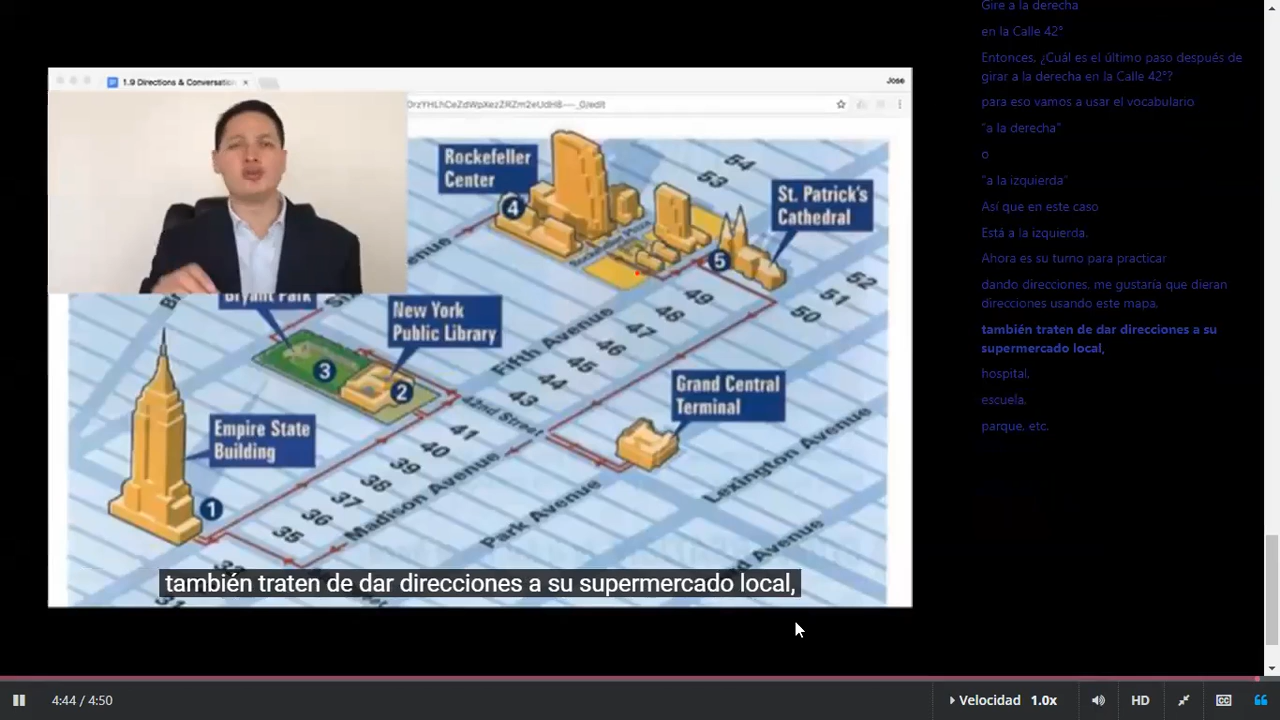 1.9 Directions & Conversation
Jose
Rockefeller
Center
4
54
53
St. Patrick's
Cathedral
5
52
51
50
49
48
47
46
45
44
43
Fifth Avenue
Bryant Park
3
New York
Public Library
2
42nd Street
Grand Central
Terminal
Empire State
Building
1
41
40
39
38
37
36
35
Madison Avenue
Park Avenue
Lexington Avenue
Avenue
también traten de dar direcciones a su supermercado local,
4:44 / 4:50
Velocidad 1.0x
HD
CC
Gire a la derecha
en la Calle 42°
Entonces, ¿Cuál es el último paso después de
girar a la derecha en la Calle 42°?
para eso vamos a usar el vocabulario
"a la derecha"
o
"a la izquierda"
Así que en este caso
Está a la izquierda.
Ahora es su turno para practicar
dando direcciones. me gustaría que dieran
direcciones usando este mapa.
también traten de dar direcciones a su
supermercado local,
hospital.
escuela.
parque, etc.